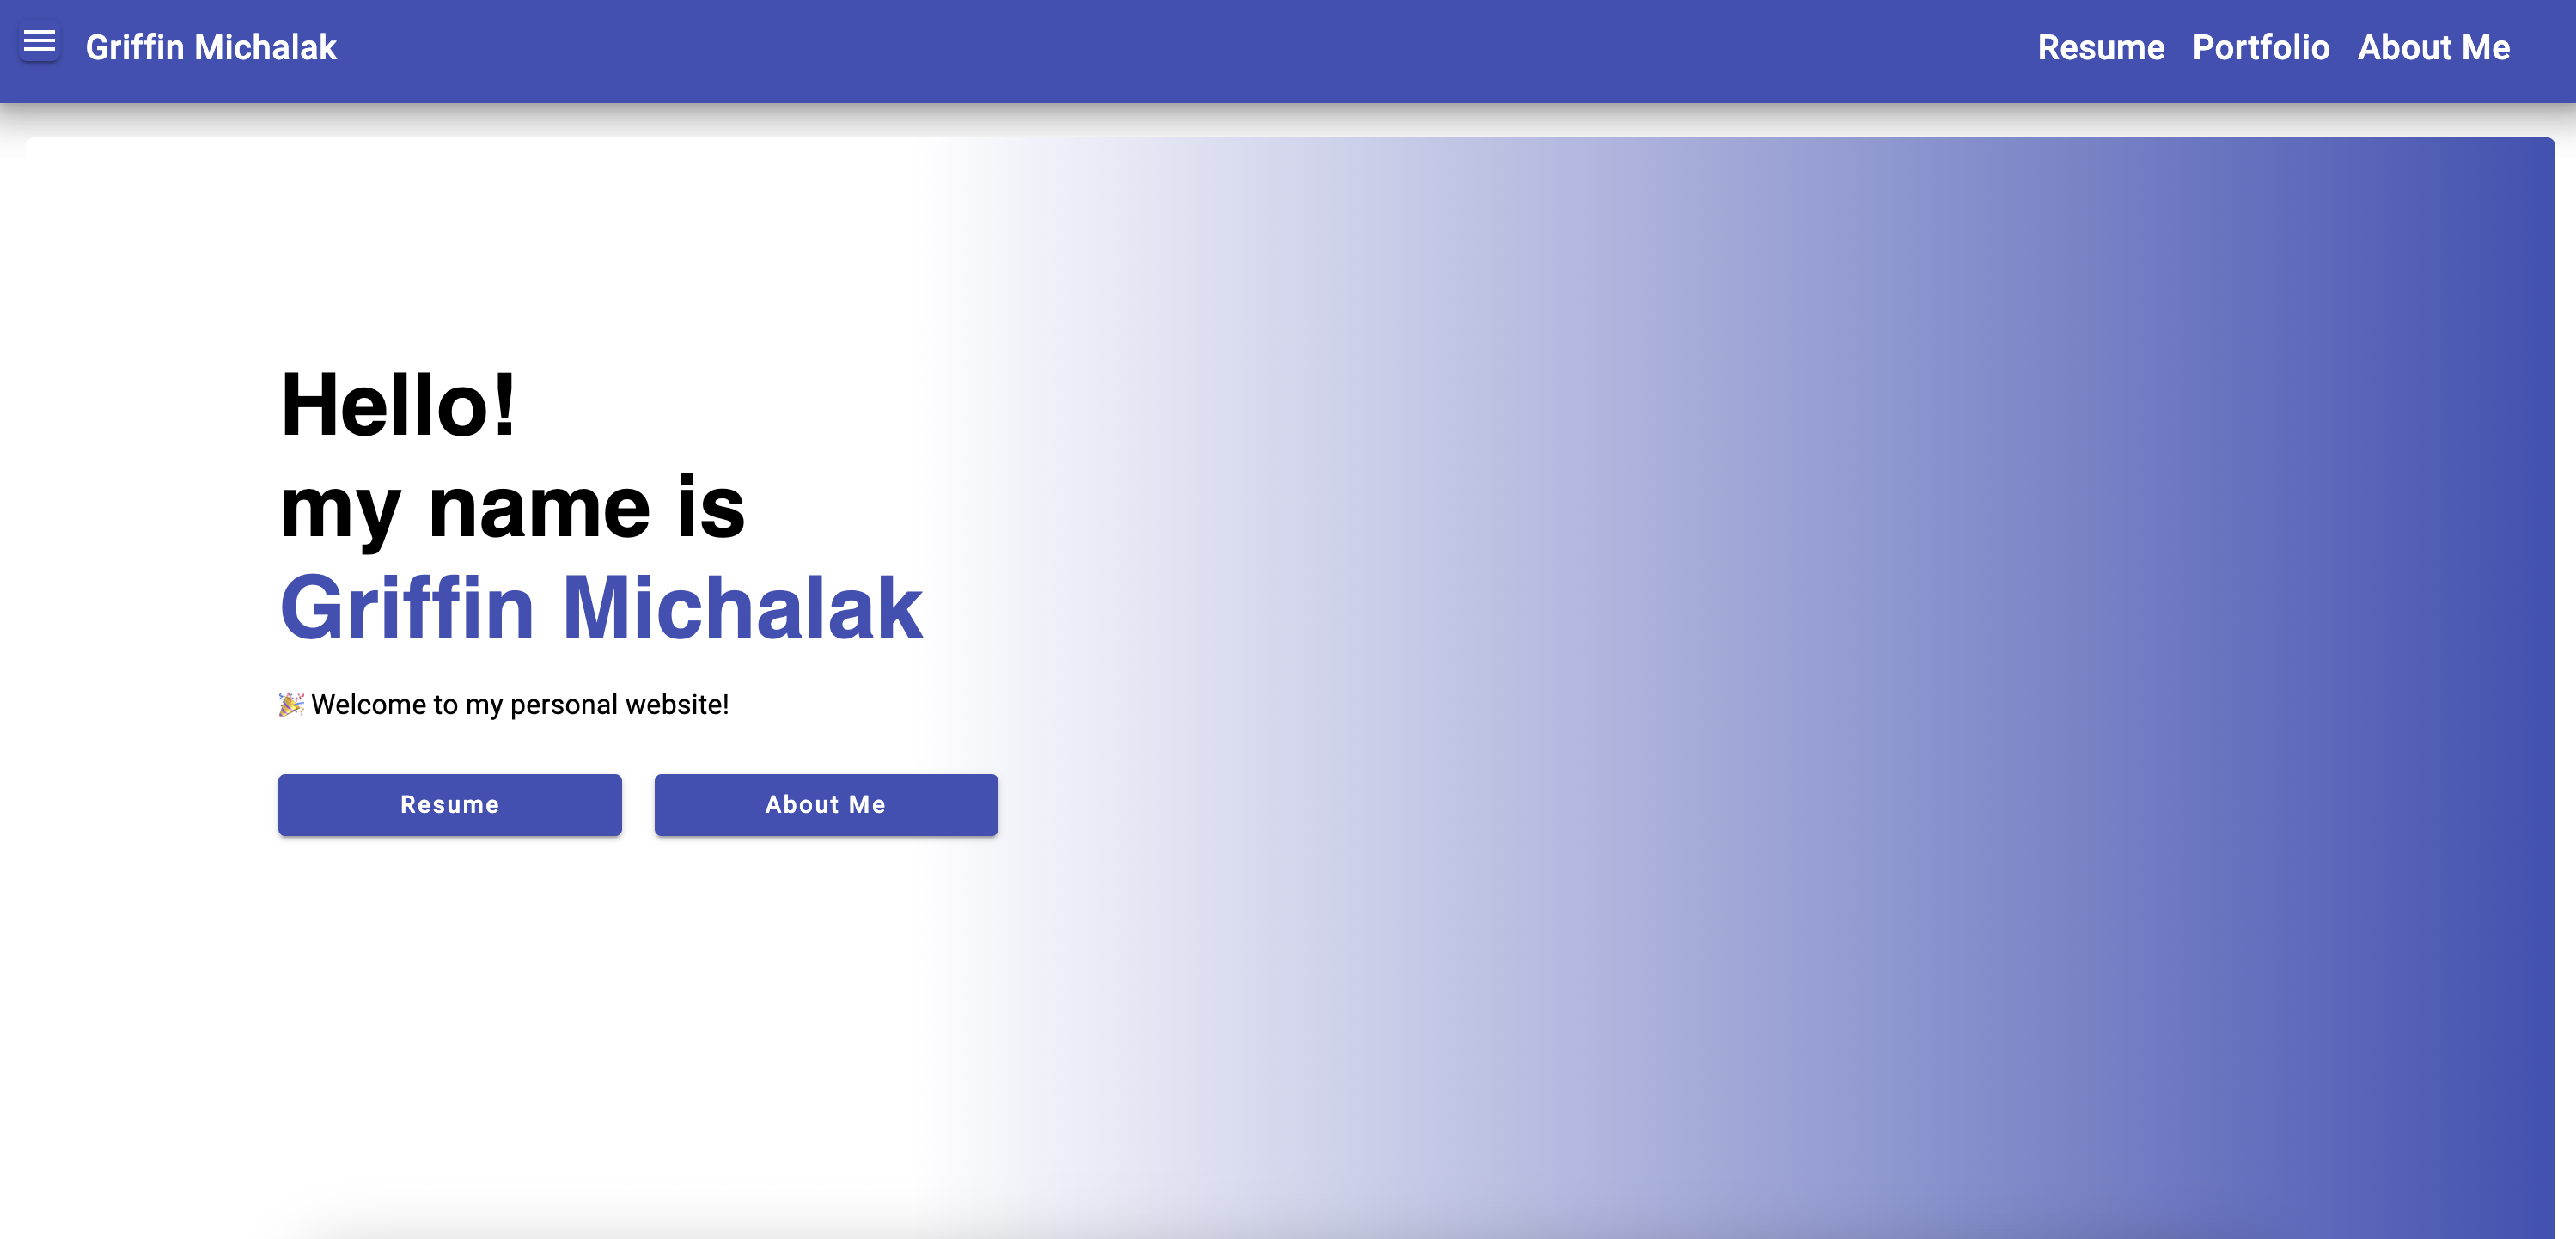 Griffin Michalak
Resume Portfolio About Me
Hello!
my name is
Griffin Michalak
🎉 Welcome to my personal website!
Resume
About Me